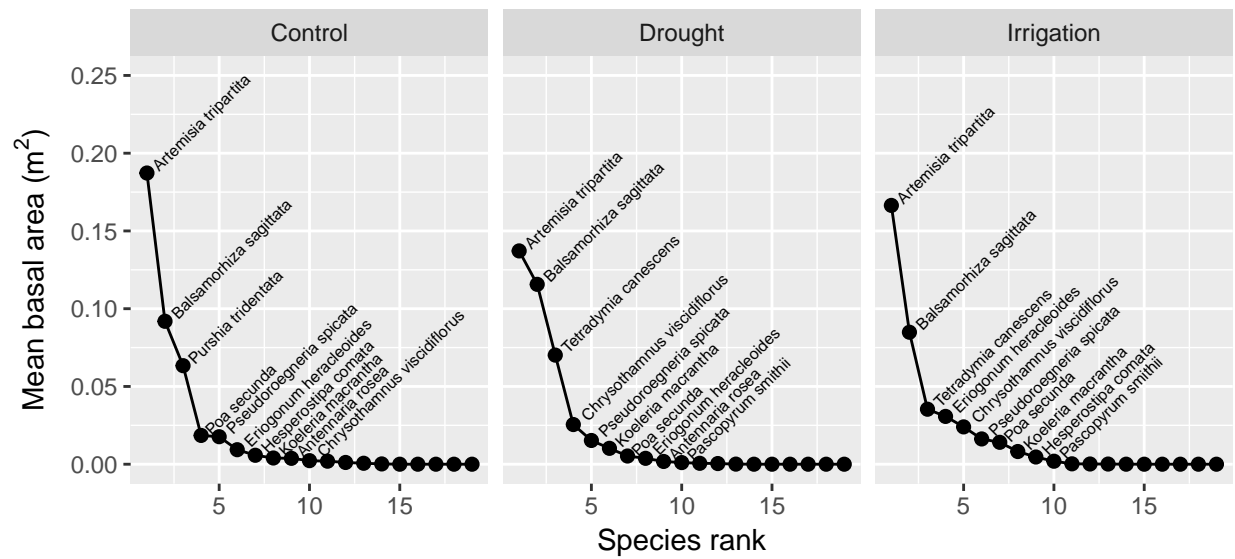 Control
Drought
Irrigation
Mean basal area (m²)
0.25
0.20
0.15
0.10
0.05
0.00
Artemisia tripartita
Balsamorhiza sagittata
Purshia tridentata
Poa secunda
Pseudoroegneria spicata
Eriogonum heracleoides
Hesperostipa comata
Koeleria macrantha
Antennaria rosea
Chrysothamnus viscidiflorus
Artemisia tripartita
Balsamorhiza sagittata
Tetradymia canescens
Chrysothamnus viscidiflorus
Pseudoroegneria spicata
Koeleria macrantha
Poa secunda
Eriogonum heracleoides
Antennaria rosea
Pascopyrum smithii
Artemisia tripartita
Balsamorhiza sagittata
Tetradymia canescens
Eriogonum heracleoides
Chrysothamnus viscidiflorus
Pseudoroegneria spicata
Poa secunda
Koeleria macrantha
Hesperostipa comata
Pascopyrum smithii
5 10 15
5 10 15
5 10 15
Species rank